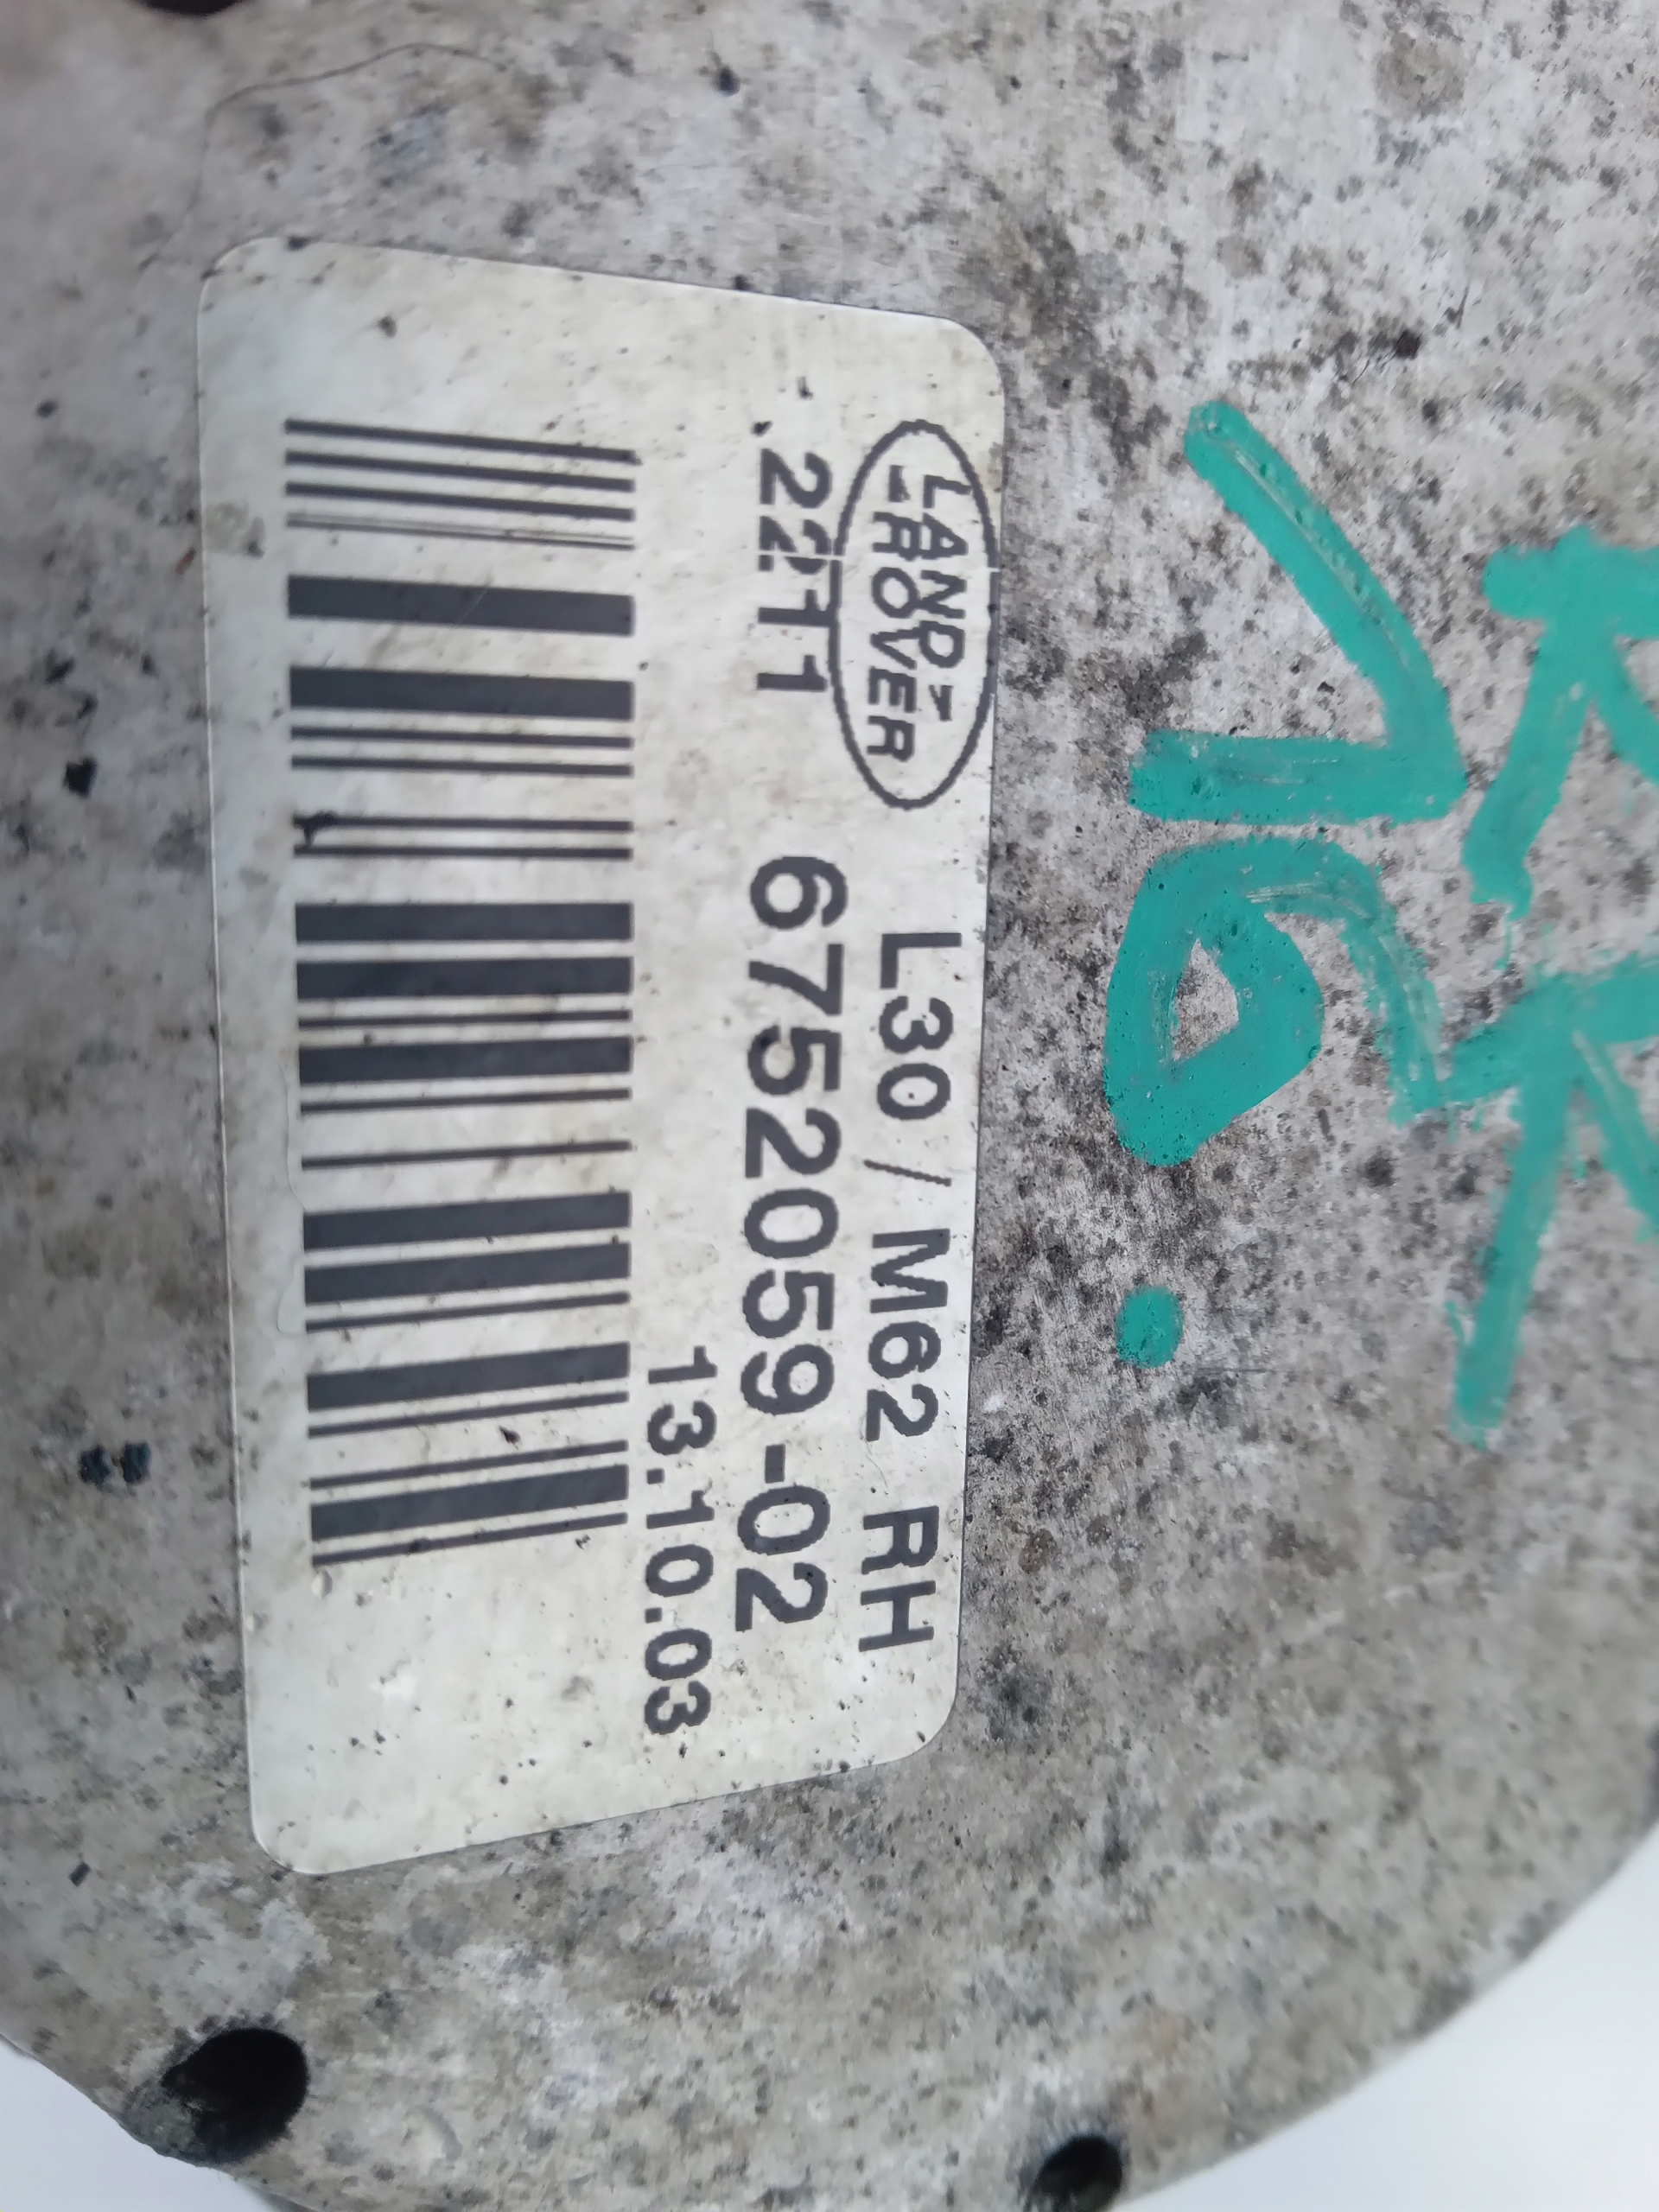 LAND-
-ROVER
L30 / M62 RH
2211 6752059-02
13.10.03